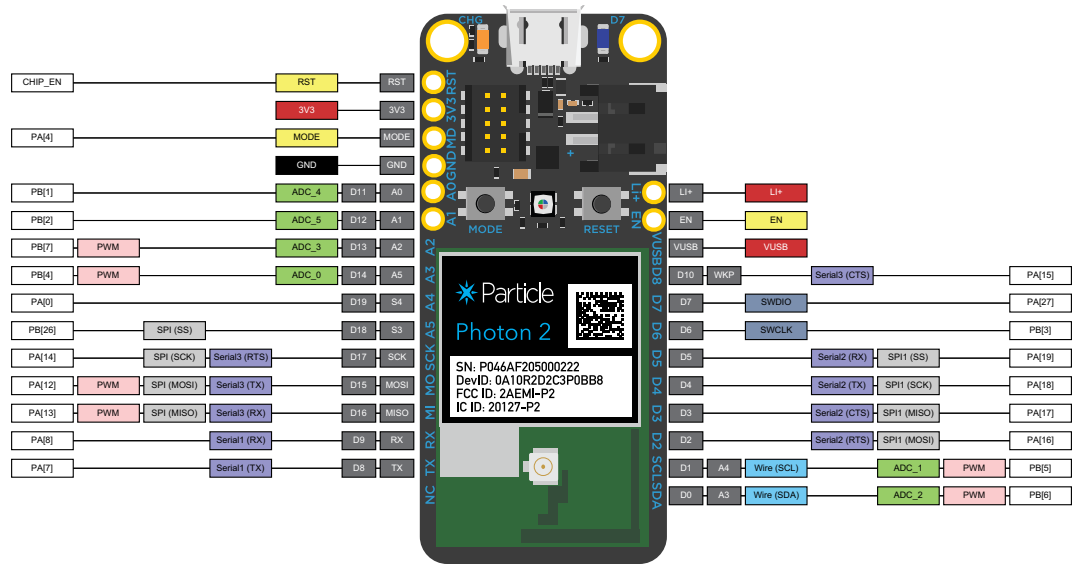 CHG D7
CHIP_EN RST RST RST
3V3 3V3 3V3
PA[4] MODE MODE MD
GND GND GND
PB[1] ADC_4 D11 A0 A0
PB[2] ADC_5 D12 A1 A1
PB[7] PWM ADC_3 D13 A2 A2
PB[4] PWM ADC_0 D14 A5 A3
PA[0] D19 S4 A4
PB[26] SPI (SS) D18 S3 A5
PA[14] SPI (SCK) Serial3 (RTS) D17 SCK SCK
PA[12] PWM SPI (MOSI) Serial3 (TX) D15 MOSI MO
PA[13] PWM SPI (MISO) Serial3 (RX) D16 MISO MI
PA[8] Serial1 (RX) D9 RX RX
PA[7] Serial1 (TX) D8 TX TX
NC
+
MODE RESET
Particle
Photon 2
SN: P046AF205000222
DevID: 0A10R2D2C3P0BB8
FCC ID: 2AEMI-P2
IC ID: 20127-P2
Li+ LI+ LI+
EN EN EN
VUSB VUSB VUSB
D8 D10 WKP Serial3 (CTS) PA[15]
D7 D7 SWDIO PA[27]
D6 D6 SWCLK PB[3]
D5 D5 Serial2 (RX) SPI1 (SS) PA[19]
D4 D4 Serial2 (TX) SPI1 (SCK) PA[18]
D3 D3 Serial2 (CTS) SPI1 (MISO) PA[17]
D2 D2 Serial2 (RTS) SPI1 (MOSI) PA[16]
SCL D1 A4 Wire (SCL) ADC_1 PWM PB[5]
SDA D0 A3 Wire (SDA) ADC_2 PWM PB[6]